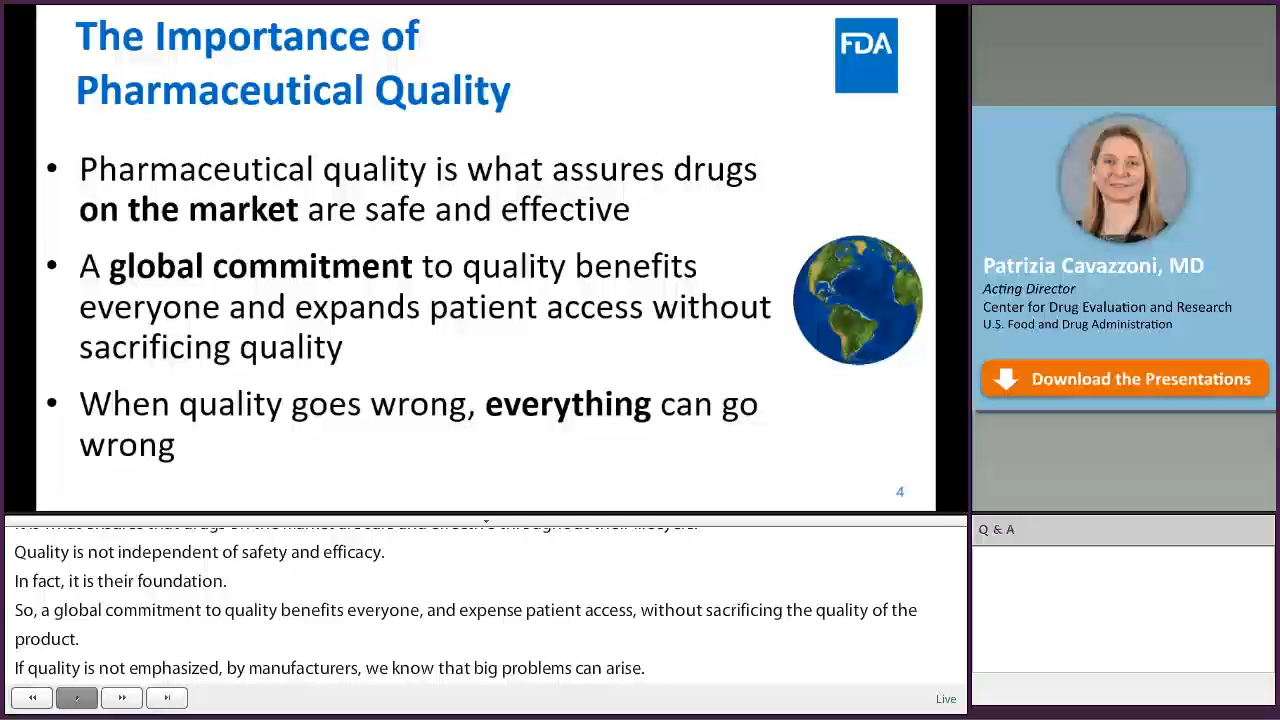 The Importance of
Pharmaceutical Quality
FDA
• Pharmaceutical quality is what assures drugs
on the market are safe and effective
• A global commitment to quality benefits
everyone and expands patient access without
sacrificing quality
• When quality goes wrong, everything can go
wrong
4
Patrizia Cavazzoni, MD
Acting Director
Center for Drug Evaluation and Research
U.S. Food and Drug Administration
Download the Presentations
Quality is not independent of safety and efficacy.
In fact, it is their foundation.
So, a global commitment to quality benefits everyone, and expense patient access, without sacrificing the quality of the
product.
If quality is not emphasized, by manufacturers, we know that big problems can arise.
Live
Q & A